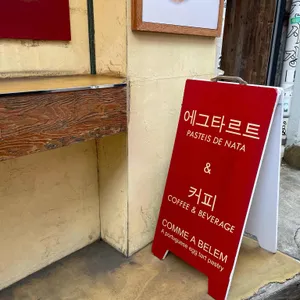 에그타르트
PASTEIS DE NATA
&
커피
COFFEE & BEVERAGE
COMME A BELEM
A portuguese egg tart pastry